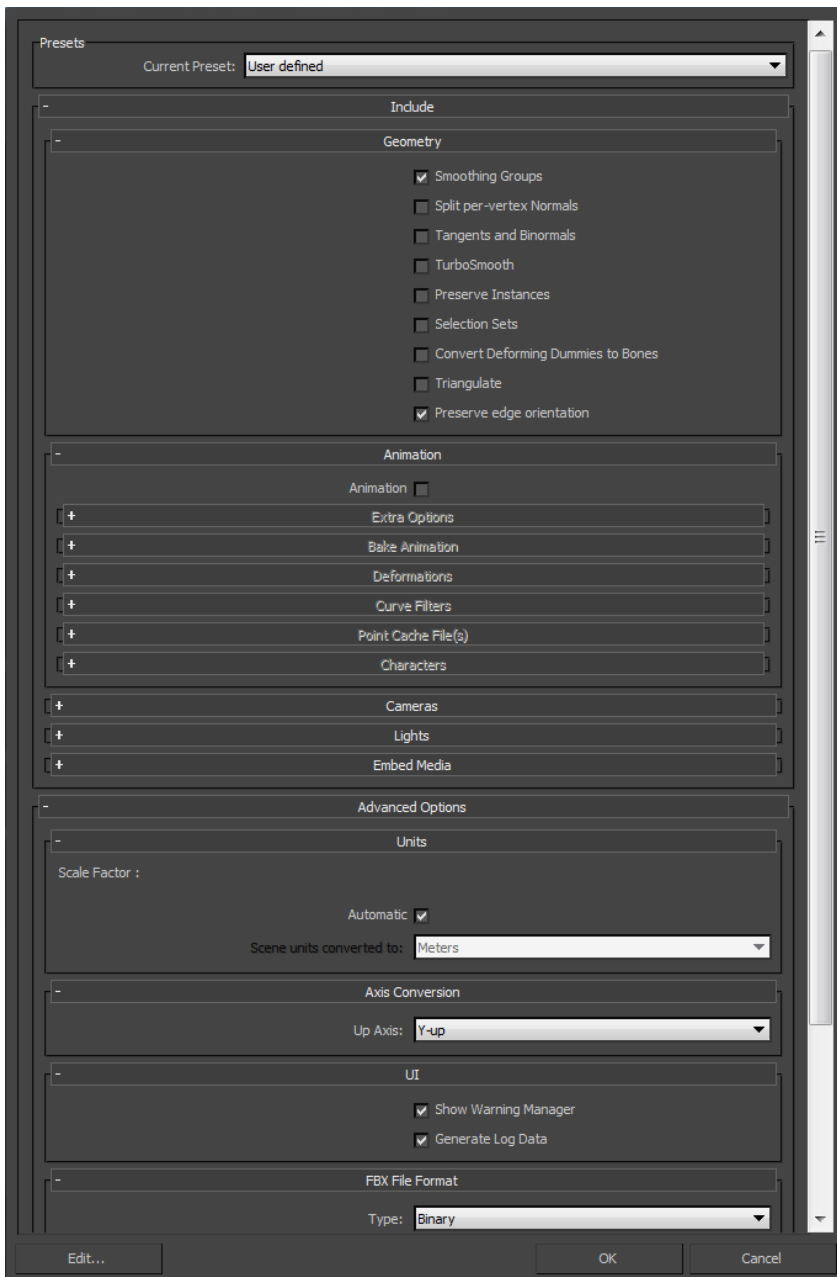 Presets
Current Preset: User defined
- Include
- Geometry
Smoothing Groups
Split per-vertex Normals
Tangents and Binormals
TurboSmooth
Preserve Instances
Selection Sets
Convert Deforming Dummies to Bones
Triangulate
Preserve edge orientation
- Animation
Animation
+ Extra Options
+ Bake Animation
+ Deformations
+ Curve Filters
+ Point Cache File(s)
+ Characters
+ Cameras
+ Lights
+ Embed Media
- Advanced Options
- Units
Scale Factor :
Automatic
Scene units converted to: Meters
- Axis Conversion
Up Axis: Y-up
- UI
Show Warning Manager
Generate Log Data
- FBX File Format
Type: Binary
Edit... OK Cancel